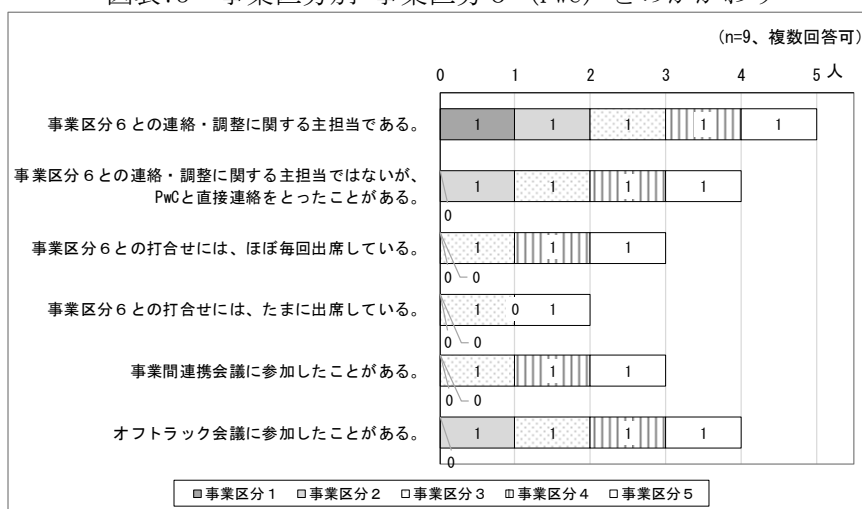 (n=9、複数回答可)
0 1 2 3 4 5 人
事業区分6との連絡・調整に関する主担当である。
1 1 1 1 1
事業区分6との連絡・調整に関する主担当ではないが、
PwCと直接連絡をとったことがある。
1 1 1 1
0
事業区分6との打合せには、ほぼ毎回出席している。
1 1 1
0 0
事業区分6との打合せには、たまに出席している。
1 0 1
0 0
事業間連携会議に参加したことがある。
1 1 1
0 0
オフトラック会議に参加したことがある。
1 1 1 1
0
事業区分1 事業区分2 事業区分3 事業区分4 事業区分5